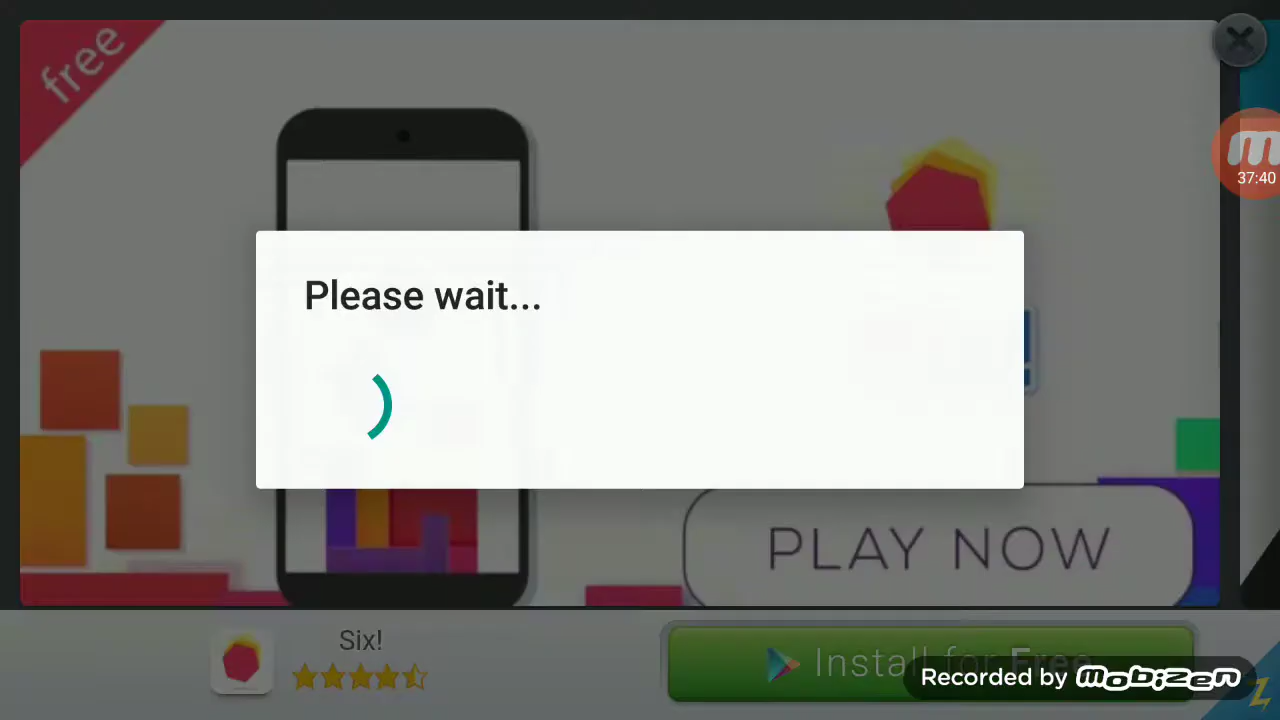 free
37:40
Please wait...
!
PLAY NOW
Six!
Install for Free
Recorded by mobizen